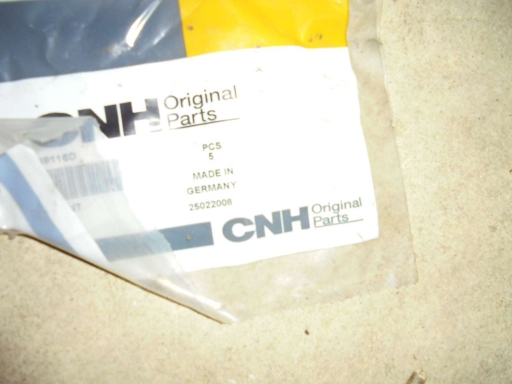 CNH Original
Parts
PCS
5
MADE IN
GERMANY
25022008
CNH Original
Parts